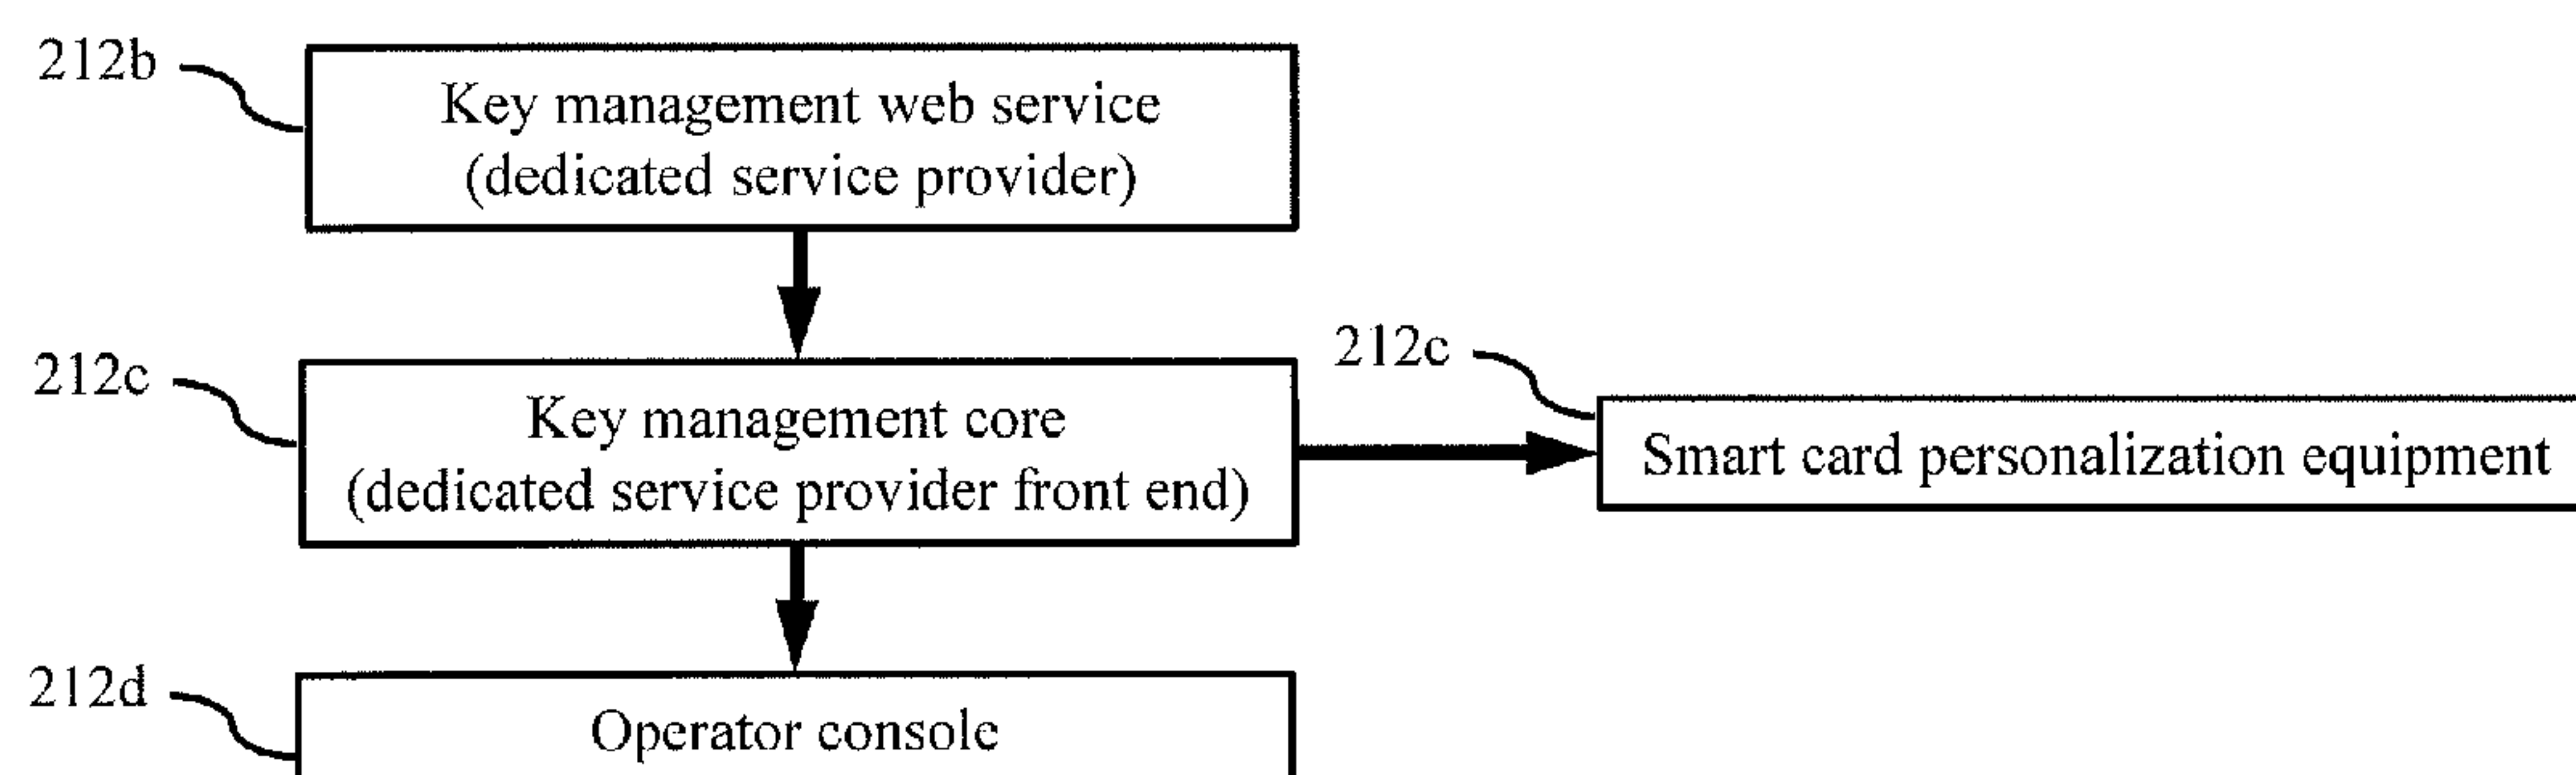 212b
Key management web service
(dedicated service provider)
212c
Key management core
(dedicated service provider front end)
212e
Smart card personalization equipment
212d
Operator console